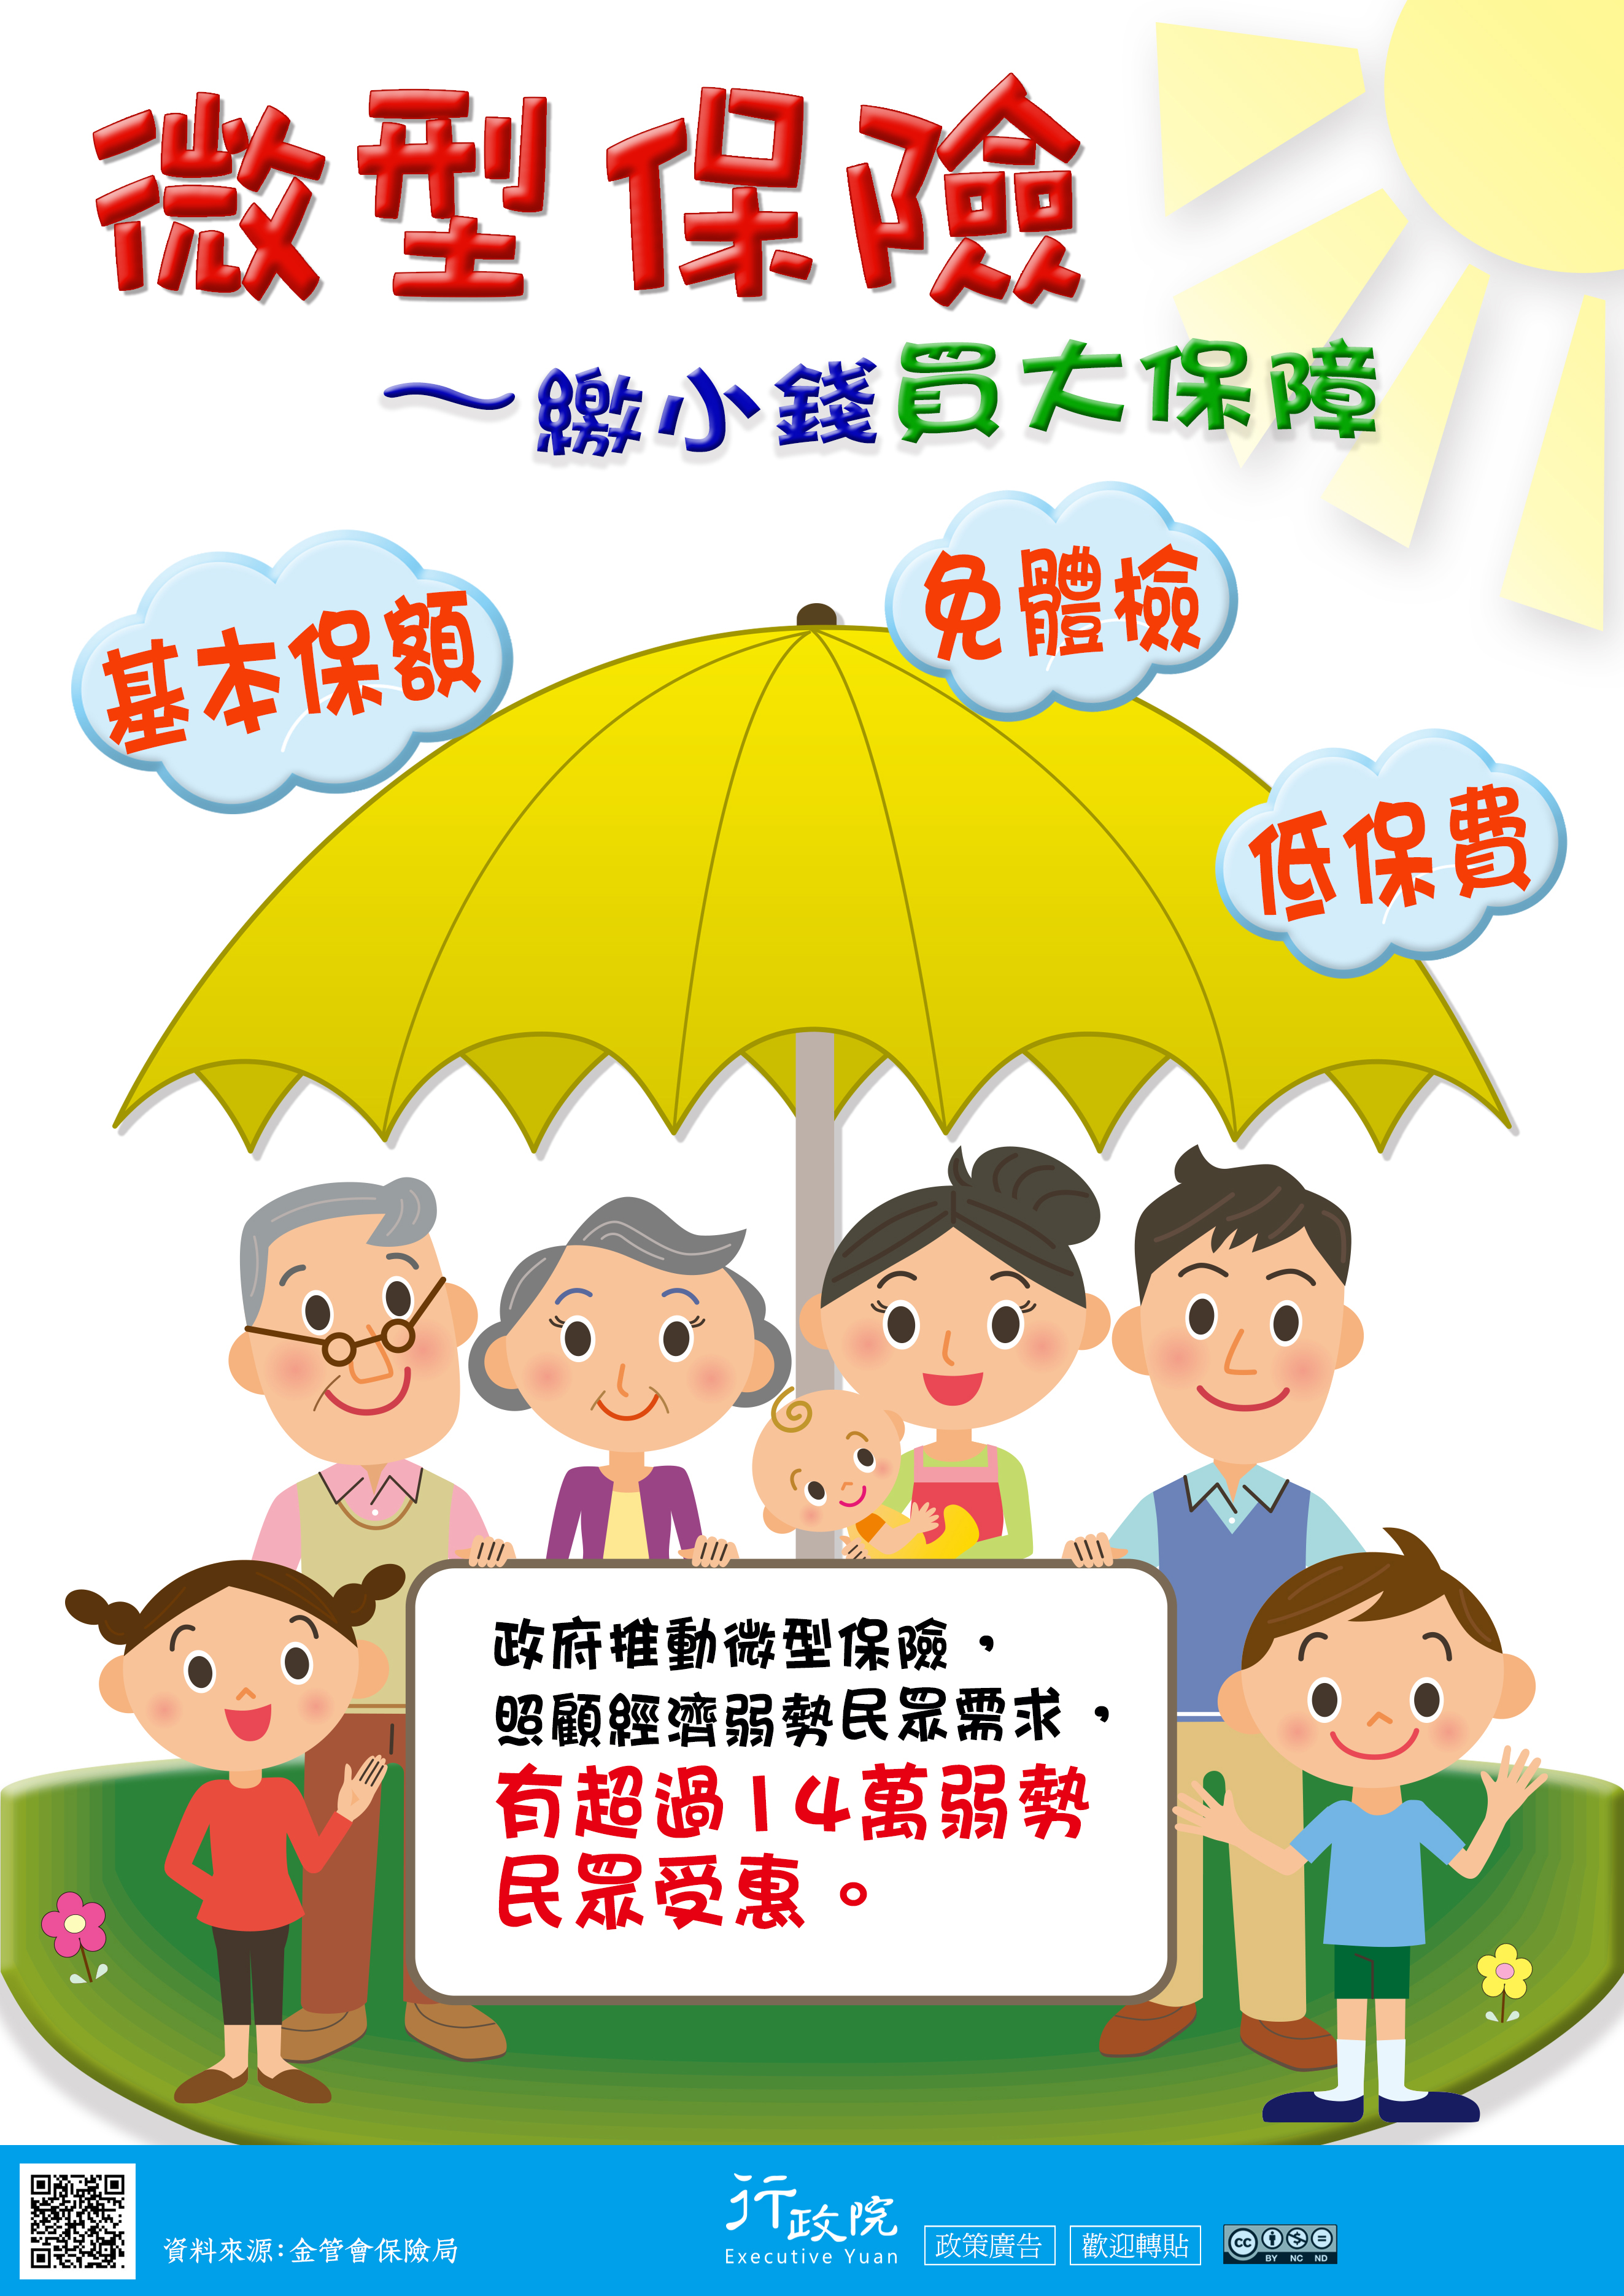 微型保險
～繳小錢買大保障
基本保額
免體檢
低保費
政府推動微型保險，
照顧經濟弱勢民眾需求，
有超過14萬弱勢
民眾受惠。
資料來源：金管會保險局
行政院
Executive Yuan
政策廣告
歡迎轉貼
cc BY NC ND